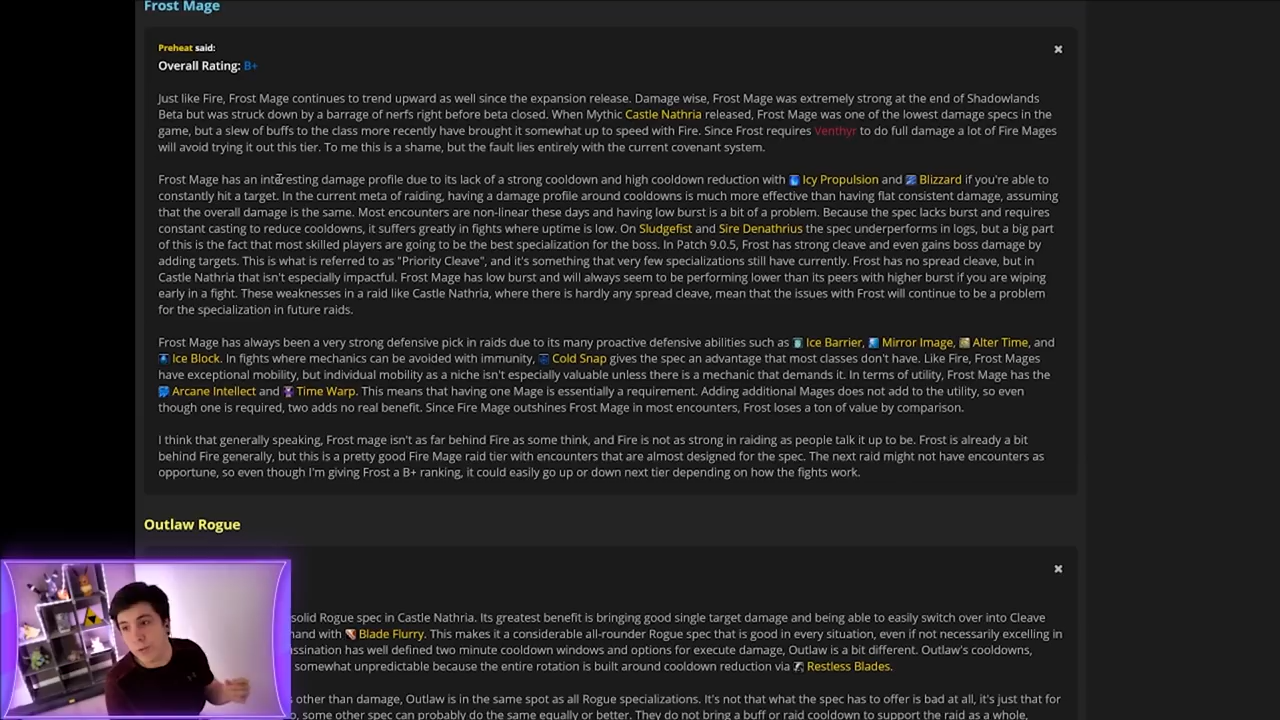 Frost Mage
Preheat said:
Overall Rating: B+
Just like Fire, Frost Mage continues to trend upward as well since the expansion release. Damage wise, Frost Mage was extremely strong at the end of Shadowlands
Beta but was struck down by a barrage of nerfs right before beta closed. When Mythic Castle Nathria released, Frost Mage was one of the lowest damage specs in the
game, but a slew of buffs to the class more recently have brought it somewhat up to speed with Fire. Since Frost requires Venthyr to do full damage a lot of Fire Mages
will avoid trying it out this tier. To me this is a shame, but the fault lies entirely with the current covenant system.
Frost Mage has an interesting damage profile due to its lack of a strong cooldown and high cooldown reduction with Icy Propulsion and Blizzard if you're able to
constantly hit a target. In the current meta of raiding, having a damage profile around cooldowns is much more effective than having flat consistent damage, assuming
that the overall damage is the same. Most encounters are non-linear these days and having low burst is a bit of a problem. Because the spec lacks burst and requires
constant casting to reduce cooldowns, it suffers greatly in fights where uptime is low. On Sludgefist and Sire Denathrius the spec underperforms in logs, but a big part
of this is the fact that most skilled players are going to be the best specialization for the boss. In Patch 9.0.5, Frost has strong cleave and even gains boss damage by
adding targets. This is what is referred to as "Priority Cleave", and it's something that very few specializations still have currently. Frost has no spread cleave, but in
Castle Nathria that isn't especially impactful. Frost Mage has low burst and will always seem to be performing lower than its peers with higher burst if you are wiping
early in a fight. These weaknesses in a raid like Castle Nathria, where there is hardly any spread cleave, mean that the issues with Frost will continue to be a problem
for the specialization in future raids.
Frost Mage has always been a very strong defensive pick in raids due to its many proactive defensive abilities such as Ice Barrier, Mirror Image, Alter Time, and
Ice Block. In fights where mechanics can be avoided with immunity, Cold Snap gives the spec an advantage that most classes don't have. Like Fire, Frost Mages
have exceptional mobility, but individual mobility as a niche isn't especially valuable unless there is a mechanic that demands it. In terms of utility, Frost Mage has the
Arcane Intellect and Time Warp. This means that having one Mage is essentially a requirement. Adding additional Mages does not add to the utility, so even
though one is required, two adds no real benefit. Since Fire Mage outshines Frost Mage in most encounters, Frost loses a ton of value by comparison.
I think that generally speaking, Frost mage isn't as far behind Fire as some think, and Fire is not as strong in raiding as people talk it up to be. Frost is already a bit
behind Fire generally, but this is a pretty good Fire Mage raid tier with encounters that are almost designed for the spec. The next raid might not have encounters as
opportune, so even though I'm giving Frost a B+ ranking, it could easily go up or down next tier depending on how the fights work.
Outlaw Rogue
solid Rogue spec in Castle Nathria. Its greatest benefit is bringing good single target damage and being able to easily switch over into Cleave
and with Blade Flurry. This makes it a considerable all-rounder Rogue spec that is good in every situation, even if not necessarily excelling in
ssination has well defined two minute cooldown windows and options for execute damage, Outlaw is a bit different. Outlaw's cooldowns,
somewhat unpredictable because the entire rotation is built around cooldown reduction via Restless Blades.
other than damage, Outlaw is in the same spot as all Rogue specializations. It's not that what the spec has to offer is bad at all, it's just that for
o, some other spec can probably do the same equally or better. They do not bring a buff or raid cooldown to support the raid as a whole,